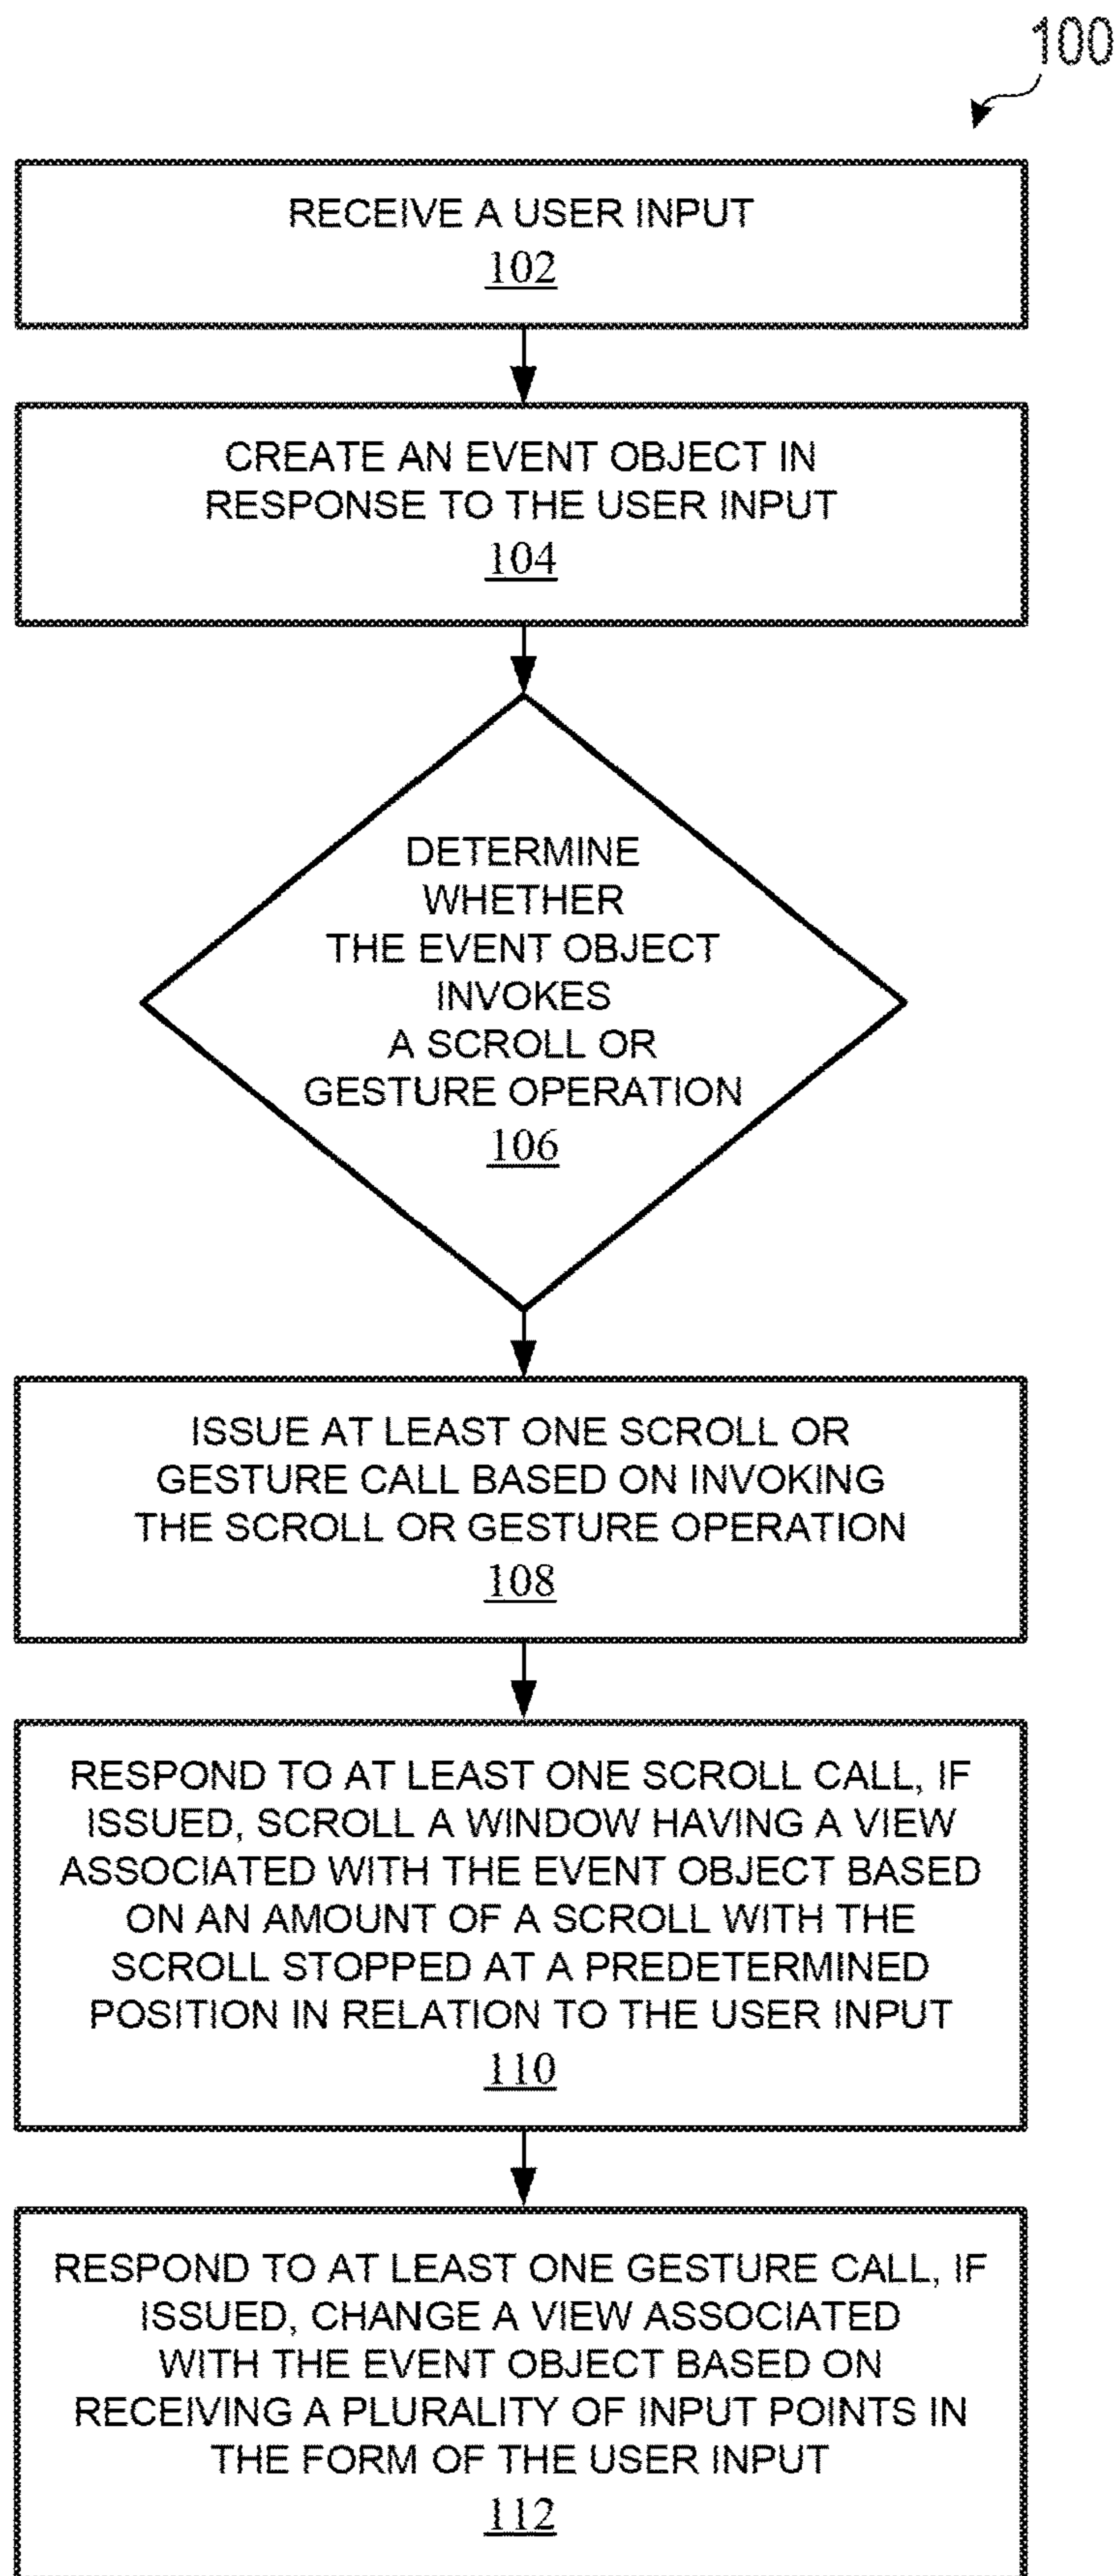 100
RECEIVE A USER INPUT
102
CREATE AN EVENT OBJECT IN
RESPONSE TO THE USER INPUT
104
DETERMINE
WHETHER
THE EVENT OBJECT
INVOKES
A SCROLL OR
GESTURE OPERATION
106
ISSUE AT LEAST ONE SCROLL OR
GESTURE CALL BASED ON INVOKING
THE SCROLL OR GESTURE OPERATION
108
RESPOND TO AT LEAST ONE SCROLL CALL, IF
ISSUED, SCROLL A WINDOW HAVING A VIEW
ASSOCIATED WITH THE EVENT OBJECT BASED
ON AN AMOUNT OF A SCROLL WITH THE
SCROLL STOPPED AT A PREDETERMINED
POSITION IN RELATION TO THE USER INPUT
110
RESPOND TO AT LEAST ONE GESTURE CALL, IF
ISSUED, CHANGE A VIEW ASSOCIATED
WITH THE EVENT OBJECT BASED ON
RECEIVING A PLURALITY OF INPUT POINTS IN
THE FORM OF THE USER INPUT
112